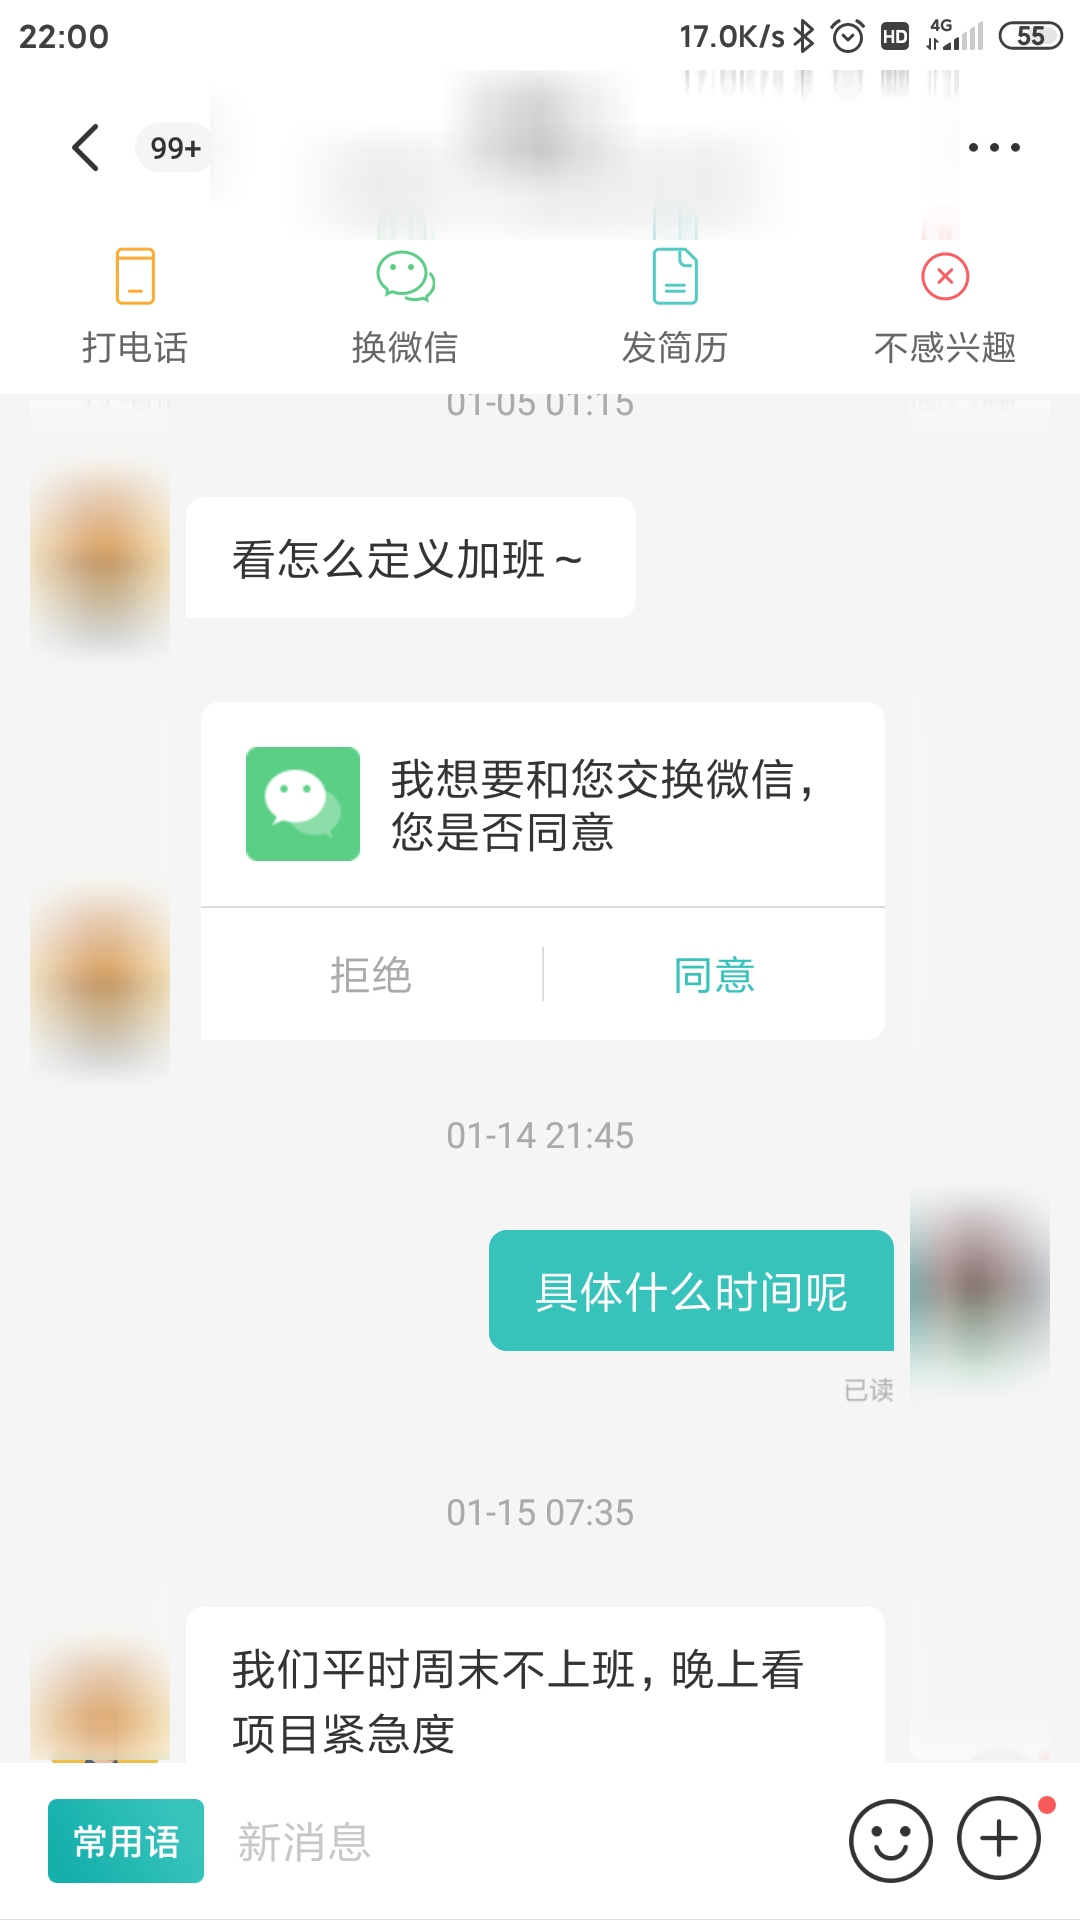 22:00
17.0K/s
HD
4G
55
99+
打电话
换微信
发简历
不感兴趣
01-05 01:15
看怎么定义加班～
我想要和您交换微信，
您是否同意
拒绝
同意
01-14 21:45
具体什么时间呢
已读
01-15 07:35
我们平时周末不上班，晚上看
项目紧急度
常用语
新消息